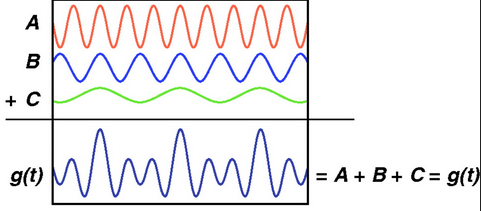 A
B
+ C
g(t) = A + B + C = g(t)